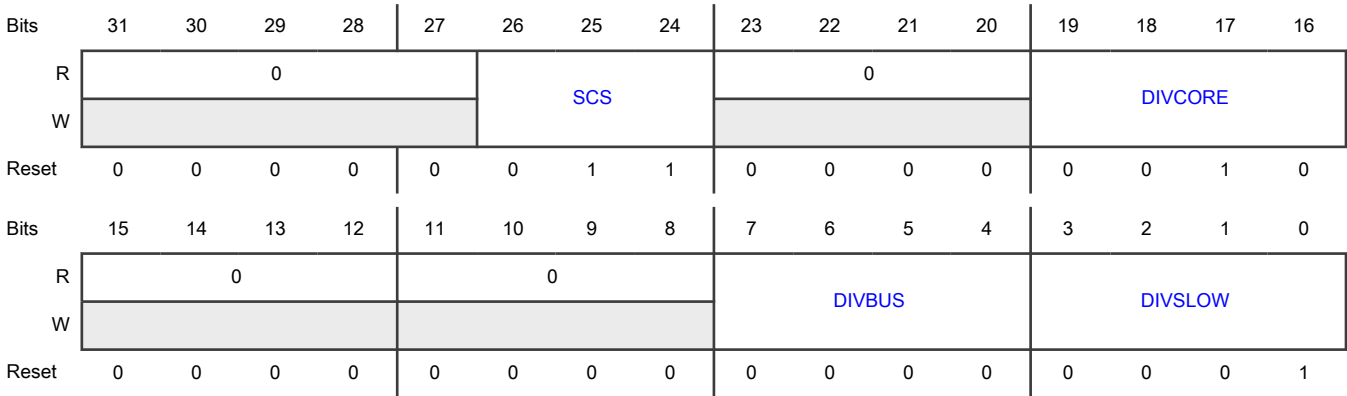 Bits 31 30 29 28 27 26 25 24 23 22 21 20 19 18 17 16
R 0 SCS 0 DIVCORE
W
Reset 0 0 0 0 0 0 1 1 0 0 0 0 0 0 1 0
Bits 15 14 13 12 11 10 9 8 7 6 5 4 3 2 1 0
R 0 0 DIVBUS DIVSLOW
W
Reset 0 0 0 0 0 0 0 0 0 0 0 0 0 0 0 1